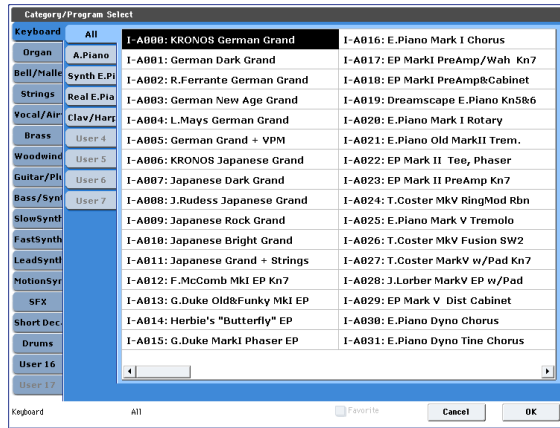 Category/Program Select
Keyboard
Organ
Bell/Malle
Strings
Vocal/Air
Brass
Woodwind
Guitar/Plu
Bass/Synt
SlowSynth
FastSynth
LeadSynth
MotionSyn
SFX
Short Dec
Drums
User 16
User 17
All
A.Piano
Synth E.Pi
Real E.Pia
Clav/Harp
User 4
User 5
User 6
User 7
I-A000: KRONOS German Grand
I-A001: German Dark Grand
I-A002: R.Ferrante German Grand
I-A003: German New Age Grand
I-A004: L.Mays German Grand
I-A005: German Grand + VPM
I-A006: KRONOS Japanese Grand
I-A007: Japanese Dark Grand
I-A008: J.Rudess Japanese Grand
I-A009: Japanese Rock Grand
I-A010: Japanese Bright Grand
I-A011: Japanese Grand + Strings
I-A012: F.McComb MkI EP Kn7
I-A013: G.Duke Old&Funky MkI EP
I-A014: Herbie's "Butterfly" EP
I-A015: G.Duke MarkI Phaser EP
I-A016: E.Piano Mark I Chorus
I-A017: EP MarkI PreAmp/Wah Kn7
I-A018: EP MarkI PreAmp&Cabinet
I-A019: Dreamscape E.Piano Kn5&6
I-A020: E.Piano Mark I Rotary
I-A021: E.Piano Old MarkII Trem.
I-A022: EP Mark II Tee, Phaser
I-A023: EP Mark II PreAmp Kn7
I-A024: T.Coster MkV RingMod Rbn
I-A025: E.Piano Mark V Tremolo
I-A026: T.Coster MkV Fusion SW2
I-A027: T.Coster MarkV w/Pad Kn7
I-A028: J.Lorber MarkV EP w/Pad
I-A029: EP Mark V Dist Cabinet
I-A030: E.Piano Dyno Chorus
I-A031: E.Piano Dyno Tine Chorus
Keyboard
All
Favorite
Cancel
OK